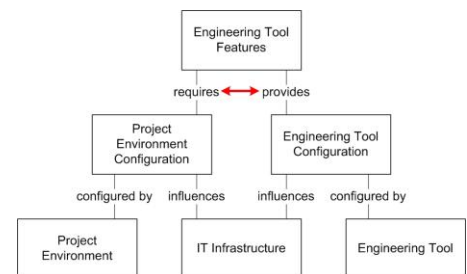 Engineering Tool
Features
requires
provides
Project
Environment
Configuration
Engineering Tool
Configuration
configured by
influences
influences
configured by
Project
Environment
IT Infrastructure
Engineering Tool